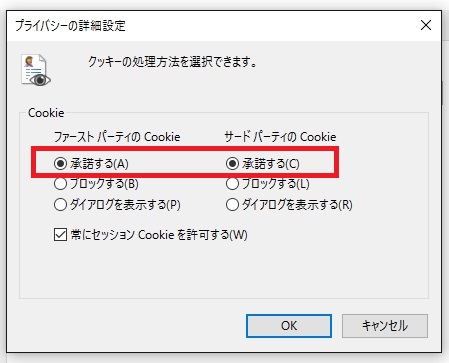 プライバシーの詳細設定
クッキーの処理方法を選択できます。
Cookie
ファースト パーティの Cookie サード パーティの Cookie
承諾する(A) 承諾する(C)
ブロックする(B) ブロックする(L)
ダイアログを表示する(P) ダイアログを表示する(R)
常にセッション Cookie を許可する(W)
OK キャンセル